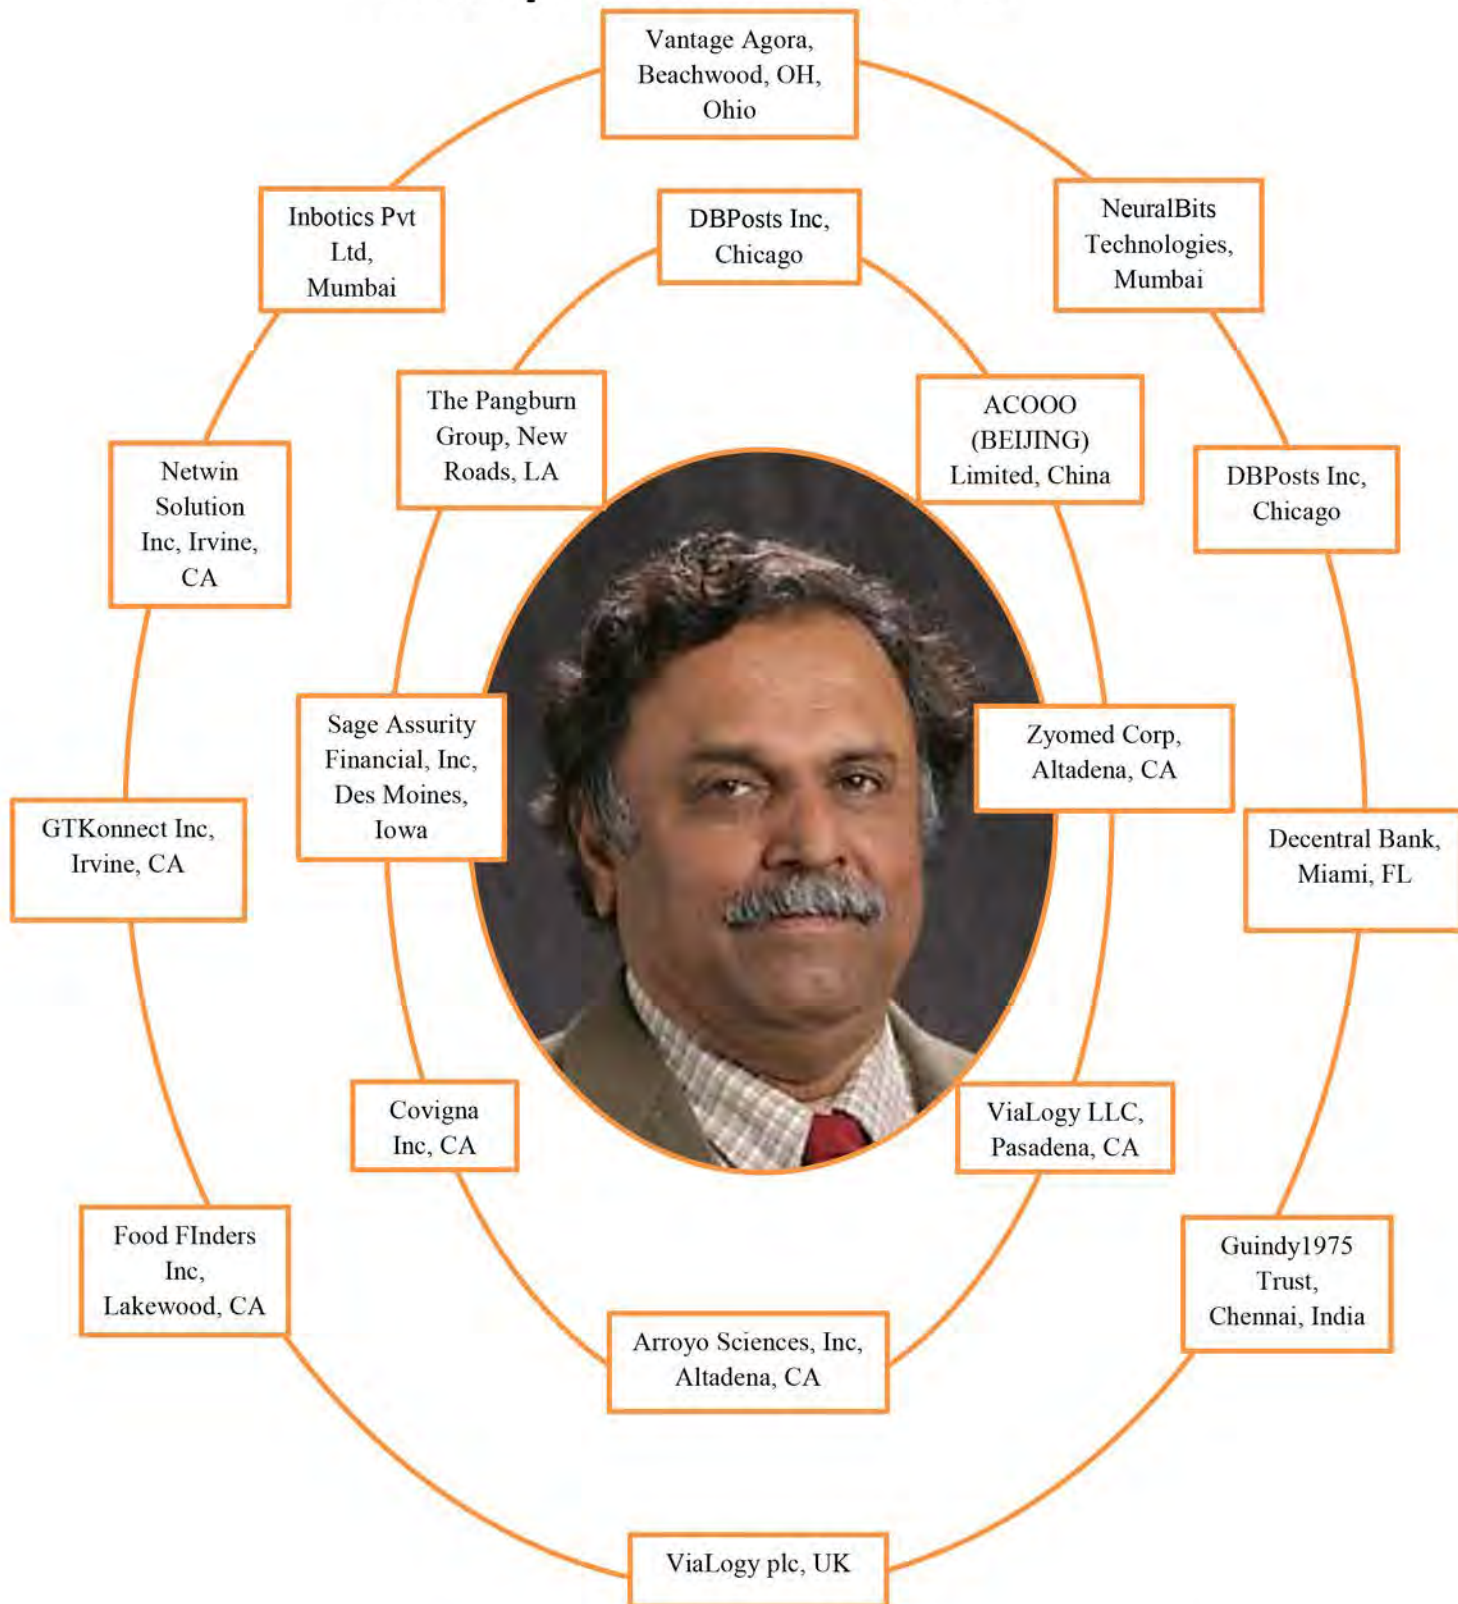 Vantage Agora,
Beachwood, OH,
Ohio
Inbotics Pvt
Ltd,
Mumbai
DBPosts Inc,
Chicago
NeuralBits
Technologies,
Mumbai
The Pangburn
Group, New
Roads, LA
ACOOO
(BEIJING)
Limited, China
Netwin
Solution
Inc, Irvine,
CA
DBPosts Inc,
Chicago
Sage Assurity
Financial, Inc,
Des Moines,
Iowa
Zyomed Corp,
Altadena, CA
GTKonnect Inc,
Irvine, CA
Decentral Bank,
Miami, FL
Covigna
Inc, CA
ViaLogy LLC,
Pasadena, CA
Food FInders
Inc,
Lakewood, CA
Guindy1975
Trust,
Chennai, India
Arroyo Sciences, Inc,
Altadena, CA
ViaLogy plc, UK